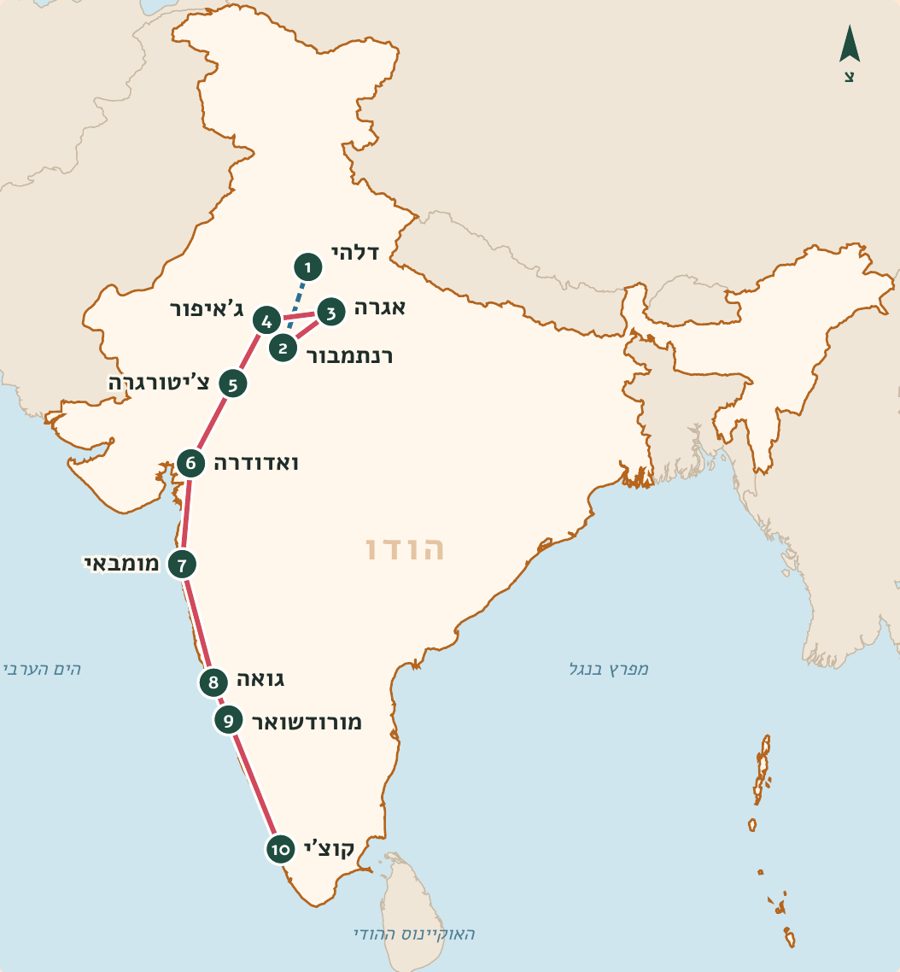 צ
דלהי
1
אגרה
3
ג'איפור
4
2
רנתמבור
צ'יטורגרה
5
6
ואדודרה
הודו
מומבאי
7
הים הערבי
מפרץ בנגל
8
גואה
9
מורודשואר
10
קוצ'י
האוקיינוס ההודי